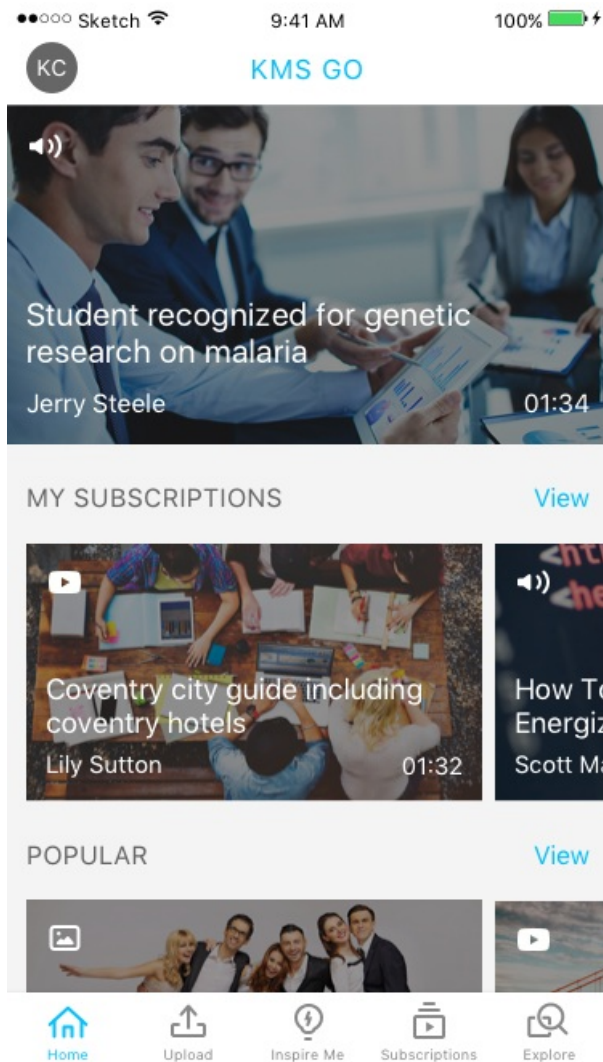 Sketch 9:41 AM 100%
KC KMS GO
Student recognized for genetic
research on malaria
Jerry Steele 01:34
MY SUBSCRIPTIONS View
<ht
<he
Coventry city guide including
coventry hotels
Lily Sutton 01:32
How To
Energiz
Scott Ma
POPULAR View
Home Upload Inspire Me Subscriptions Explore